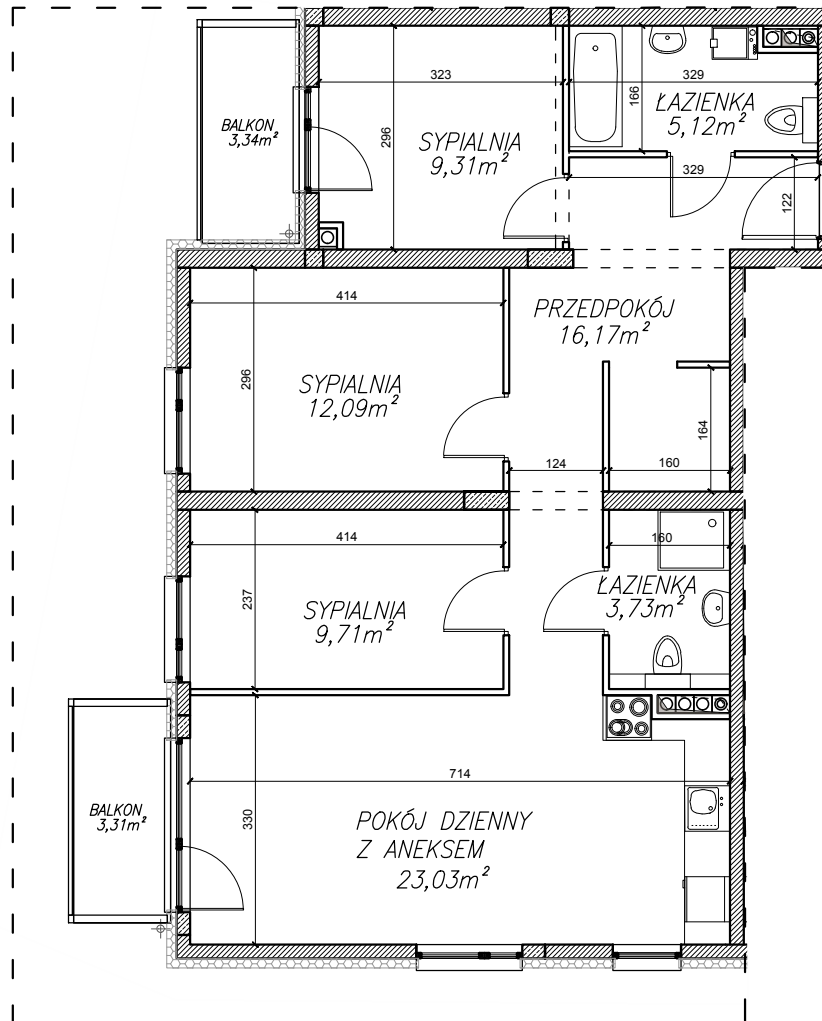 323
329
BALKON
3,34m²
296
SYPIALNIA
9,31m²
166
ŁAZIENKA
5,12m²
329
122
414
PRZEDPOKÓJ
16,17m²
296
SYPIALNIA
12,09m²
164
124
160
414
160
237
SYPIALNIA
9,71m²
ŁAZIENKA
3,73m²
714
BALKON
3,31m²
330
POKÓJ DZIENNY
Z ANEKSEM
23,03m²